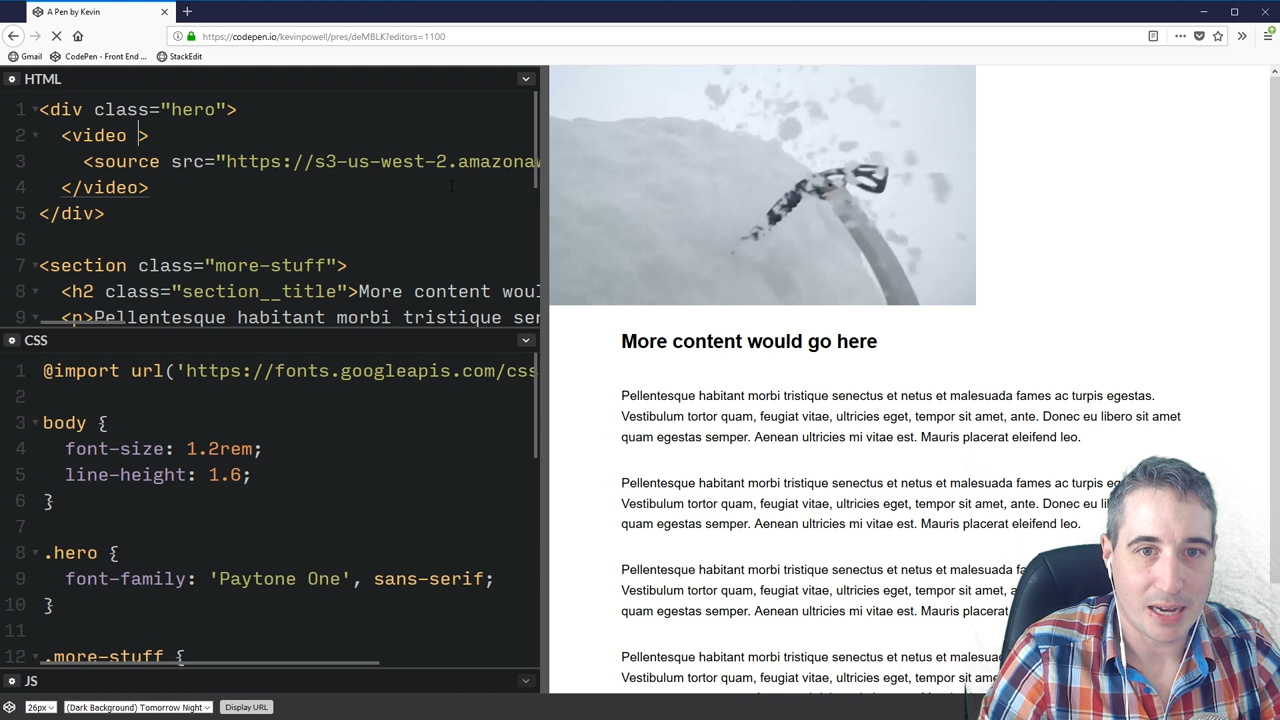 A Pen by Kevin
https://codepen.io/kevinpowell/pres/deMBLK?editors=1100
Gmail
CodePen - Front End ...
StackEdit
HTML
1 <div class="hero">
2 <video >
3 <source src="https://s3-us-west-2.amazonaw
4 </video>
5 </div>
6
7 <section class="more-stuff">
8 <h2 class="section__title">More content woul
9 <p>Pellentesque habitant morbi tristique sen
CSS
1 @import url('https://fonts.googleapis.com/css
2
3 body {
4 font-size: 1.2rem;
5 line-height: 1.6;
6 }
7
8 .hero {
9 font-family: 'Paytone One', sans-serif;
10 }
11
12 .more-stuff {
JS
26px
(Dark Background) Tomorrow Night
Display URL
More content would go here
Pellentesque habitant morbi tristique senectus et netus et malesuada fames ac turpis egestas.
Vestibulum tortor quam, feugiat vitae, ultricies eget, tempor sit amet, ante. Donec eu libero sit amet
quam egestas semper. Aenean ultricies mi vitae est. Mauris placerat eleifend leo.
Pellentesque habitant morbi tristique senectus et netus et malesuada fames ac turpis eg
Vestibulum tortor quam, feugiat vitae, ultricies eget, tempor sit amet, ante. Donec eu lib
quam egestas semper. Aenean ultricies mi vitae est. Mauris placerat eleifend leo.
Pellentesque habitant morbi tristique senectus et netus et malesuada fa
Vestibulum tortor quam, feugiat vitae, ultricies eget, tempor sit amet, a
quam egestas semper. Aenean ultricies mi vitae est. Mauris placerat
Pellentesque habitant morbi tristique senectus et netus et malesua
Vestibulum tortor quam, feugiat vitae, ultricies eget, tempor sit am